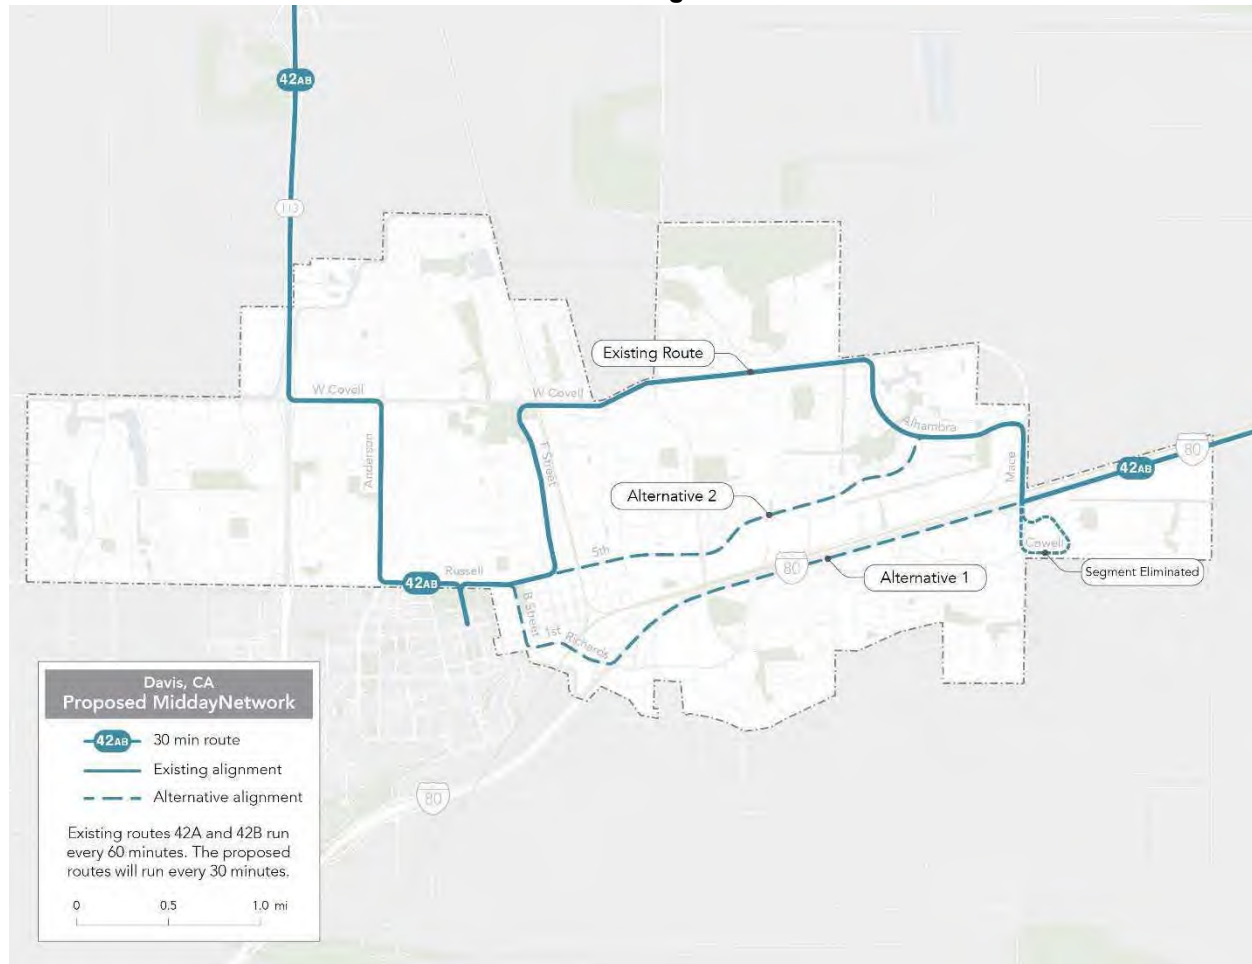 42AB
113
W Covell
W Covell
Existing Route
Anderson
F Street
Alhambra
Mace
80
42AB
Alternative 2
5th
Cowell
Segment Eliminated
Russell
42AB
80
Alternative 1
B Street
1st
Richards
80
Davis, CA
Proposed MiddayNetwork
42AB 30 min route
Existing alignment
Alternative alignment
Existing routes 42A and 42B run
every 60 minutes. The proposed
routes will run every 30 minutes.
0 0.5 1.0 mi